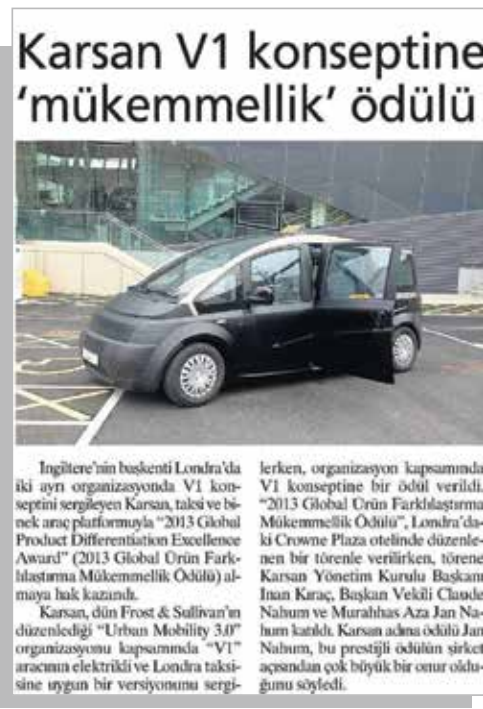 Karsan V1 konseptine
‘mükemmellik’ ödülü
İngiltere'nin başkenti Londra'da
iki ayrı organizasyonda V1 kon-
septini sergileyen Karsan, taksi ve bi-
nek araç platformuyla “2013 Global
Product Differentiation Excellence
Award” (2013 Global Ürün Fark-
lılaştırma Mükemmellik Ödülü) al-
maya hak kazandı.
Karsan, dün Frost & Sullivan'ın
düzenlediği “Urban Mobility 3.0”
organizasyonu kapsamında “V1”
aracının elektrikli ve Londra taksi-
sine uygun bir versiyonunu sergi-
lerken, organizasyon kapsamında
V1 konseptine bir ödül verildi.
“2013 Global Ürün Farklılaştırma
Mükemmellik Ödülü”, Londra'da-
ki Crowne Plaza otelinde düzenle-
nen bir törenle verilirken, törene
Karsan Yönetim Kurulu Başkanı
İnan Kıraç, Başkan Vekili Claude
Nahum ve Murahhas Aza Jan Na-
hum katıldı. Karsan adına ödülü Jan
Nahum, bu prestijli ödülün şirket
açısından çok büyük bir onur oldu-
ğunu söyledi.